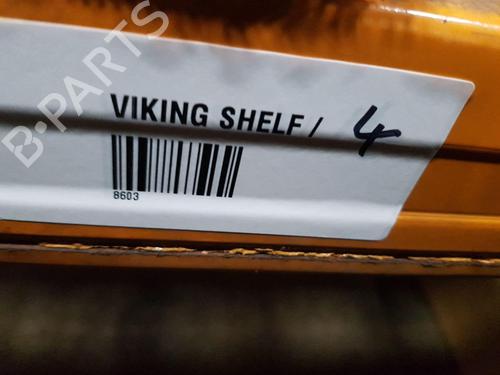 B-PARTS
VIKING SHELF / 4
8603